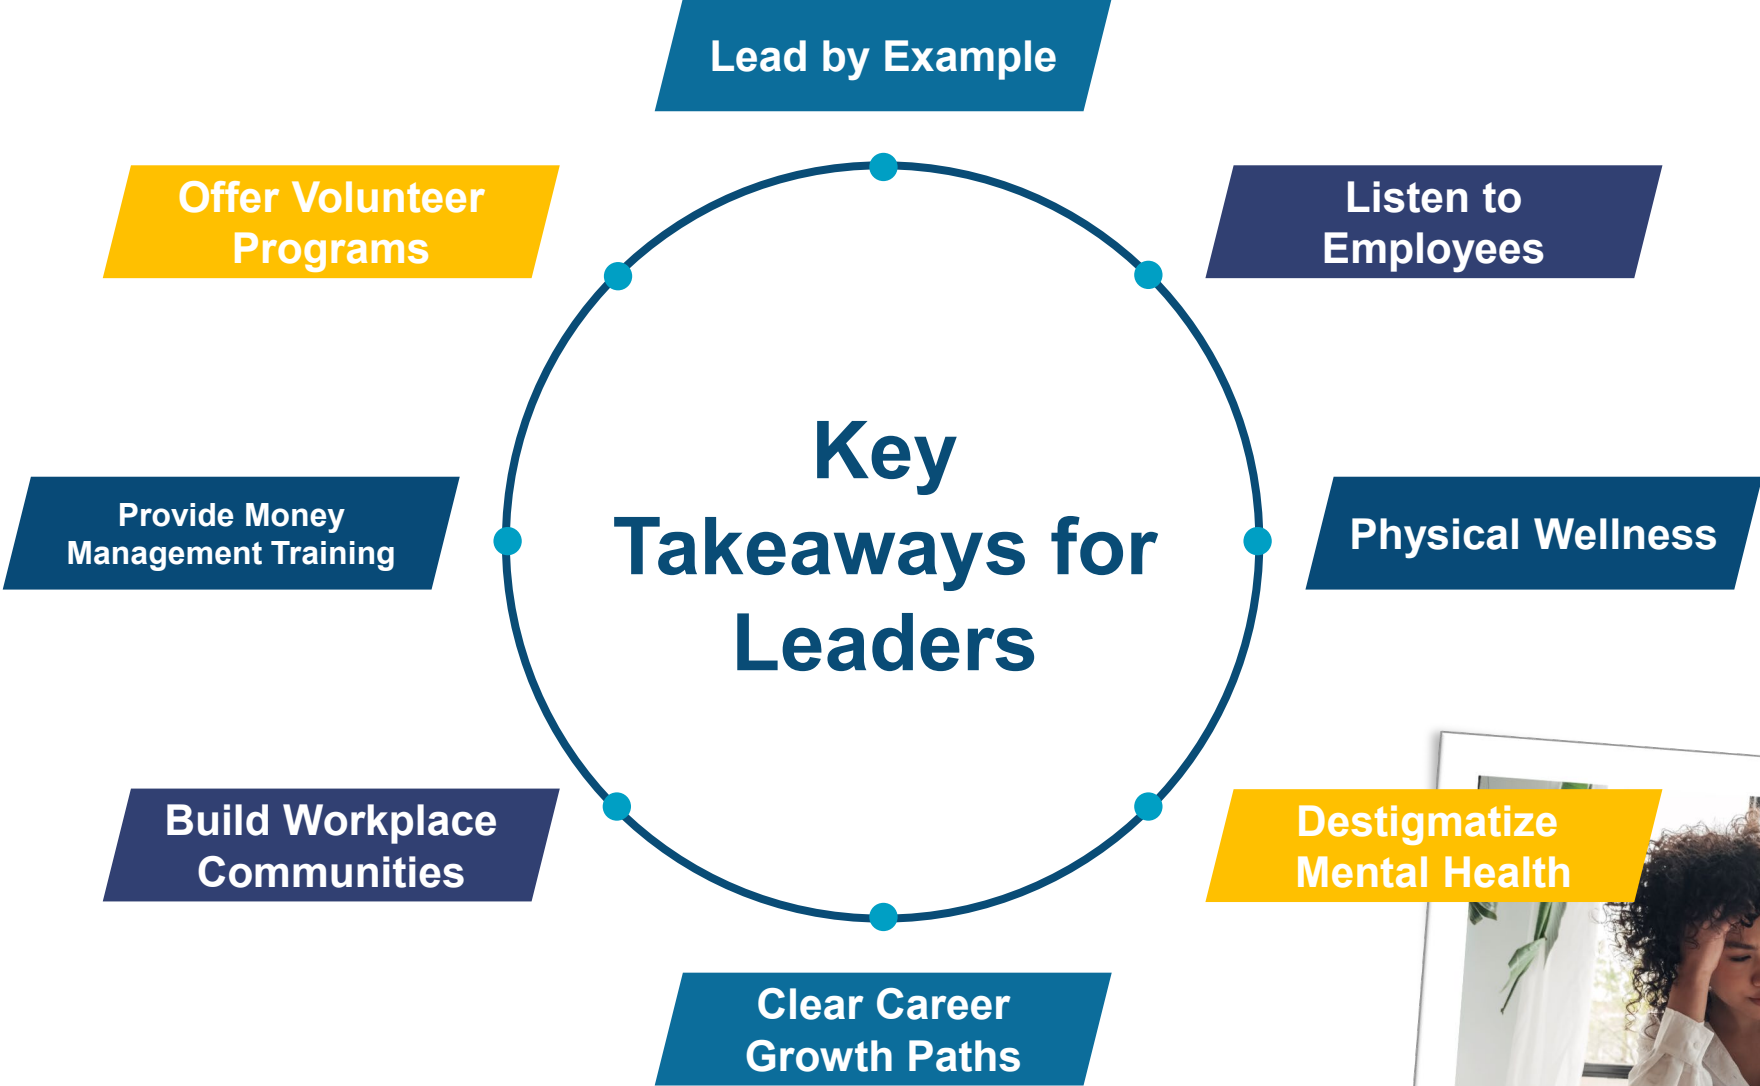 Lead by Example
Offer Volunteer
Programs
Listen to
Employees
Key
Takeaways for
Leaders
Provide Money
Management Training
Physical Wellness
Build Workplace
Communities
Destigmatize
Mental Health
Clear Career
Growth Paths